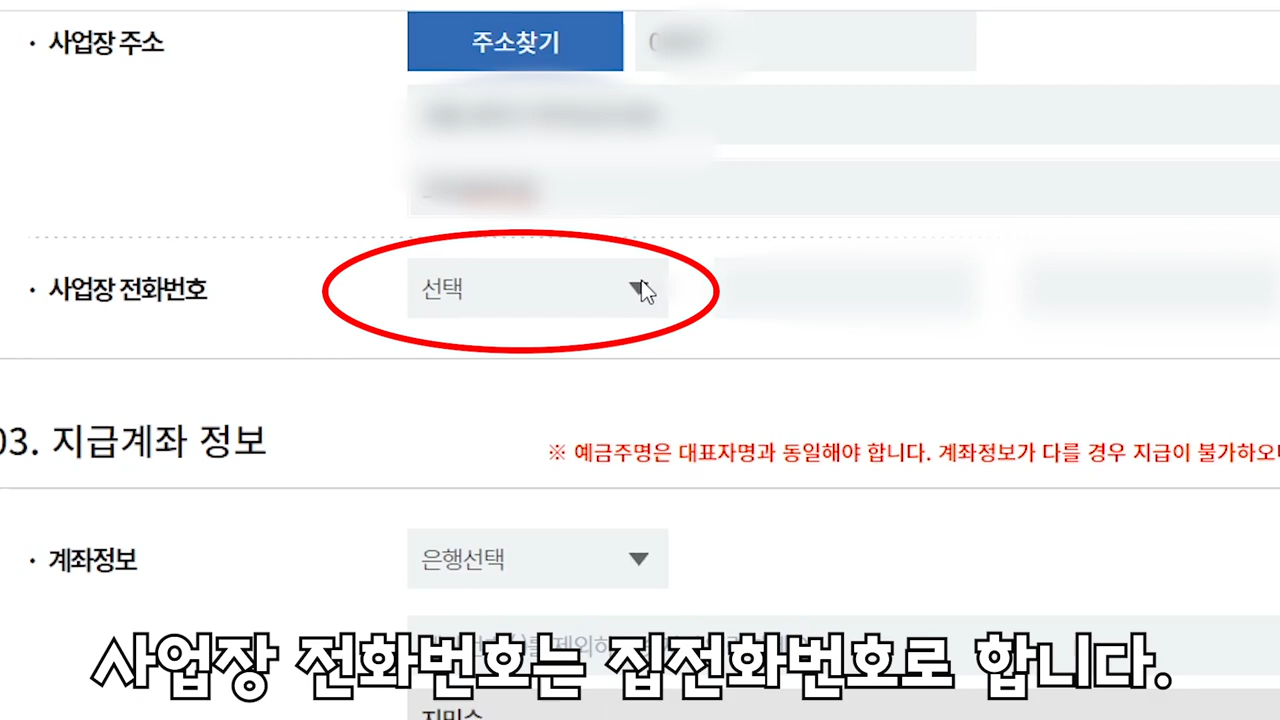 · 사업장 주소
주소찾기
· 사업장 전화번호
선택
03. 지급계좌 정보
※ 예금주명은 대표자명과 동일해야 합니다. 계좌정보가 다를 경우 지급이 불가하오니
· 계좌정보
은행선택
사업장 전화번호는 집전화번호로 합니다.